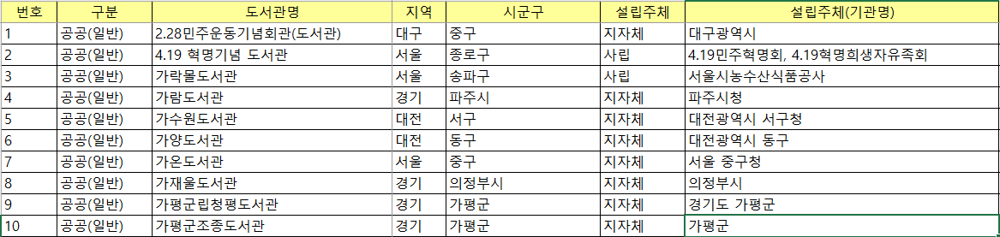 번호 구분 도서관명 지역 시군구 설립주체 설립주체(기관명)
1 공공(일반) 2.28민주운동기념회관(도서관) 대구 중구 지자체 대구광역시
2 공공(일반) 4.19 혁명기념 도서관 서울 종로구 사립 4.19민주혁명회, 4.19혁명희생자유족회
3 공공(일반) 가락몰도서관 서울 송파구 사립 서울시농수산식품공사
4 공공(일반) 가람도서관 경기 파주시 지자체 파주시청
5 공공(일반) 가수원도서관 대전 서구 지자체 대전광역시 서구청
6 공공(일반) 가양도서관 대전 동구 지자체 대전광역시 동구
7 공공(일반) 가온도서관 서울 중구 지자체 서울 중구청
8 공공(일반) 가재울도서관 경기 의정부시 지자체 의정부시
9 공공(일반) 가평군립청평도서관 경기 가평군 지자체 경기도 가평군
10 공공(일반) 가평군조종도서관 경기 가평군 지자체 가평군